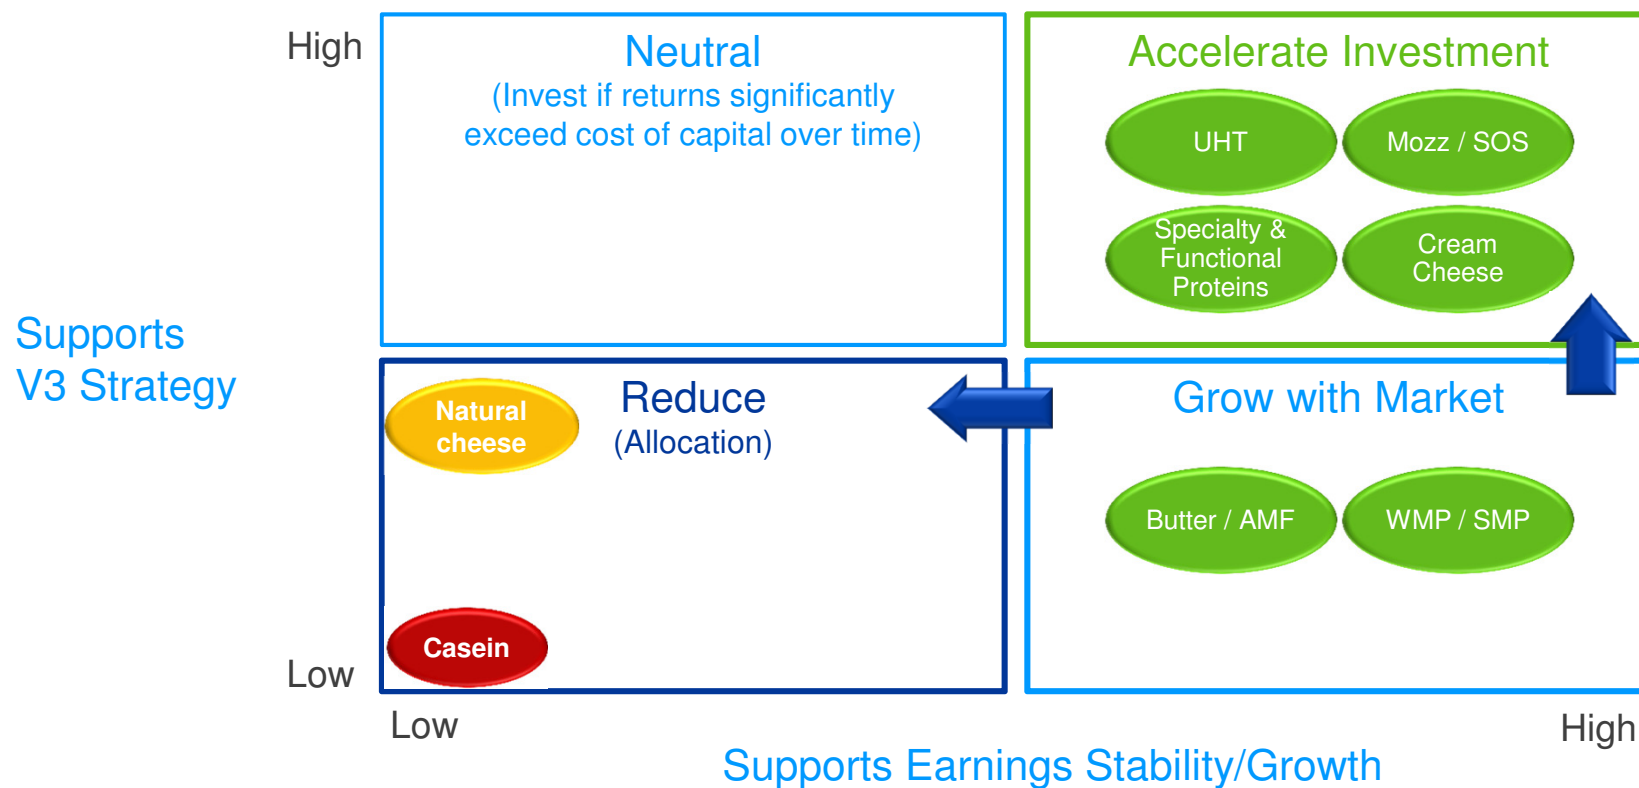 High
Neutral
(Invest if returns significantly
exceed cost of capital over time)
Accelerate Investment
UHT
Mozz / SOS
Specialty &
Functional
Proteins
Cream
Cheese
Supports
V3 Strategy
Natural
cheese
Reduce
(Allocation)
Grow with Market
Butter / AMF
WMP / SMP
Casein
Low
Low
High
Supports Earnings Stability/Growth